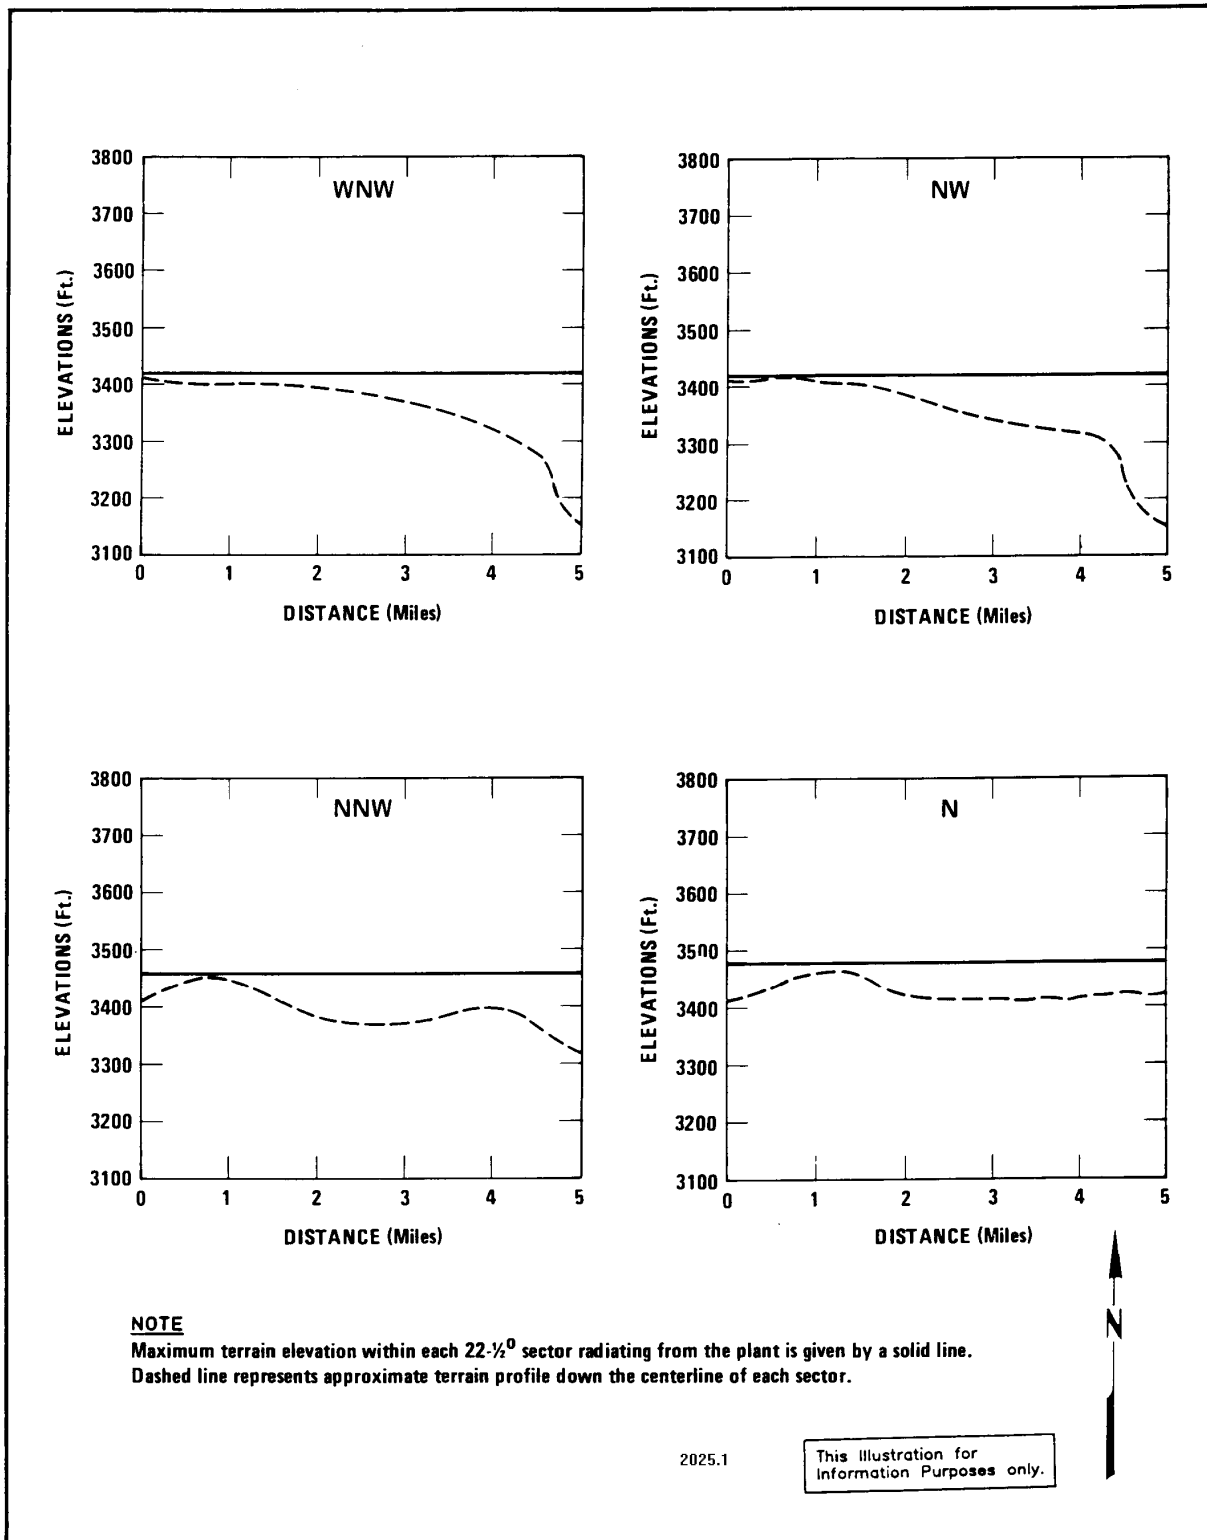 WNW
3800
3700
3600
3500
3400
3300
3200
3100
ELEVATIONS (Ft.)
0 1 2 3 4 5
DISTANCE (Miles)
NW
3800
3700
3600
3500
3400
3300
3200
3100
ELEVATIONS (Ft.)
0 1 2 3 4 5
DISTANCE (Miles)
NNW
3800
3700
3600
3500
3400
3300
3200
3100
ELEVATIONS (Ft.)
0 1 2 3 4 5
DISTANCE (Miles)
N
3800
3700
3600
3500
3400
3300
3200
3100
ELEVATIONS (Ft.)
0 1 2 3 4 5
DISTANCE (Miles)
N
NOTE
Maximum terrain elevation within each 22-½⁰ sector radiating from the plant is given by a solid line.
Dashed line represents approximate terrain profile down the centerline of each sector.
2025.1
This Illustration for
Information Purposes only.